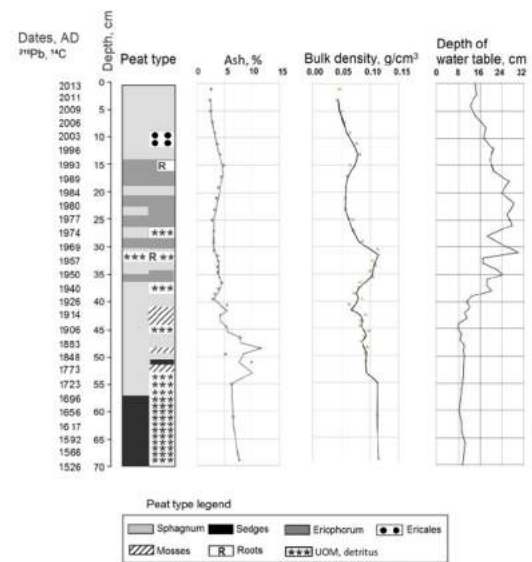 Dates, AD
²¹⁰Pb, ¹⁴C
Depth, cm
Peat type
Ash, %
Bulk density, g/cm³
Depth of
water table, cm
0 5 10 15
0.00 0.05 0.10 0.15
0 8 16 24 32
2013 0
2011
2009 5
2006
2003 10
1996
1993 15
1989
1984 20
1980
1977 25
1974
1969 30
1957
1950 35
1940
1926 40
1914
1906 45
1883
1848 50
1773
1723 55
1696
1656 60
1617
1592 65
1566
1526 70
R
*** R **
***
Peat type legend
Sphagnum Sedges Eriophorum Ericales
Mosses R Roots *** UOM, detritus